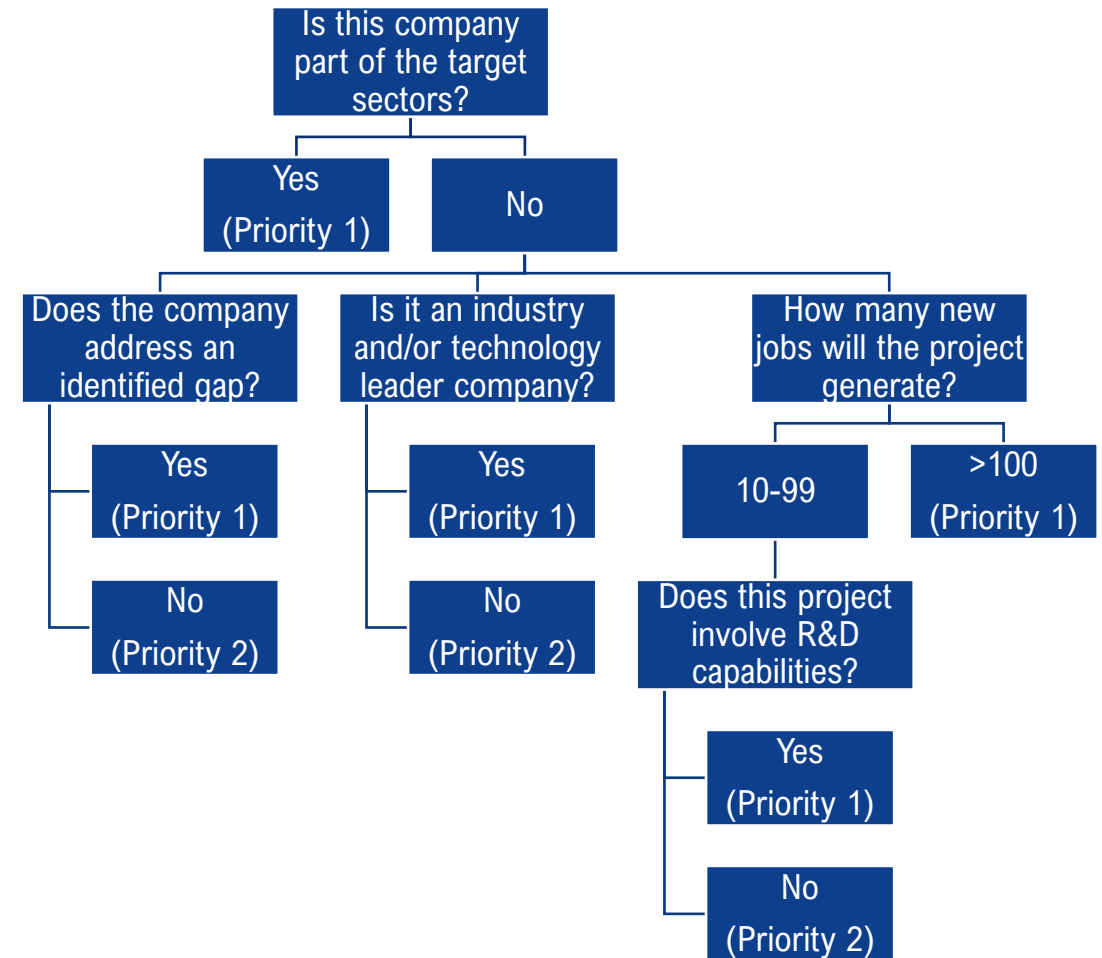 Is this company
part of the target
sectors?
Yes
(Priority 1)
No
Does the company
address an
identified gap?
Yes
(Priority 1)
No
(Priority 2)
Is it an industry
and/or technology
leader company?
Yes
(Priority 1)
No
(Priority 2)
How many new
jobs will the project
generate?
10-99
>100
(Priority 1)
Does this project
involve R&D
capabilities?
Yes
(Priority 1)
No
(Priority 2)